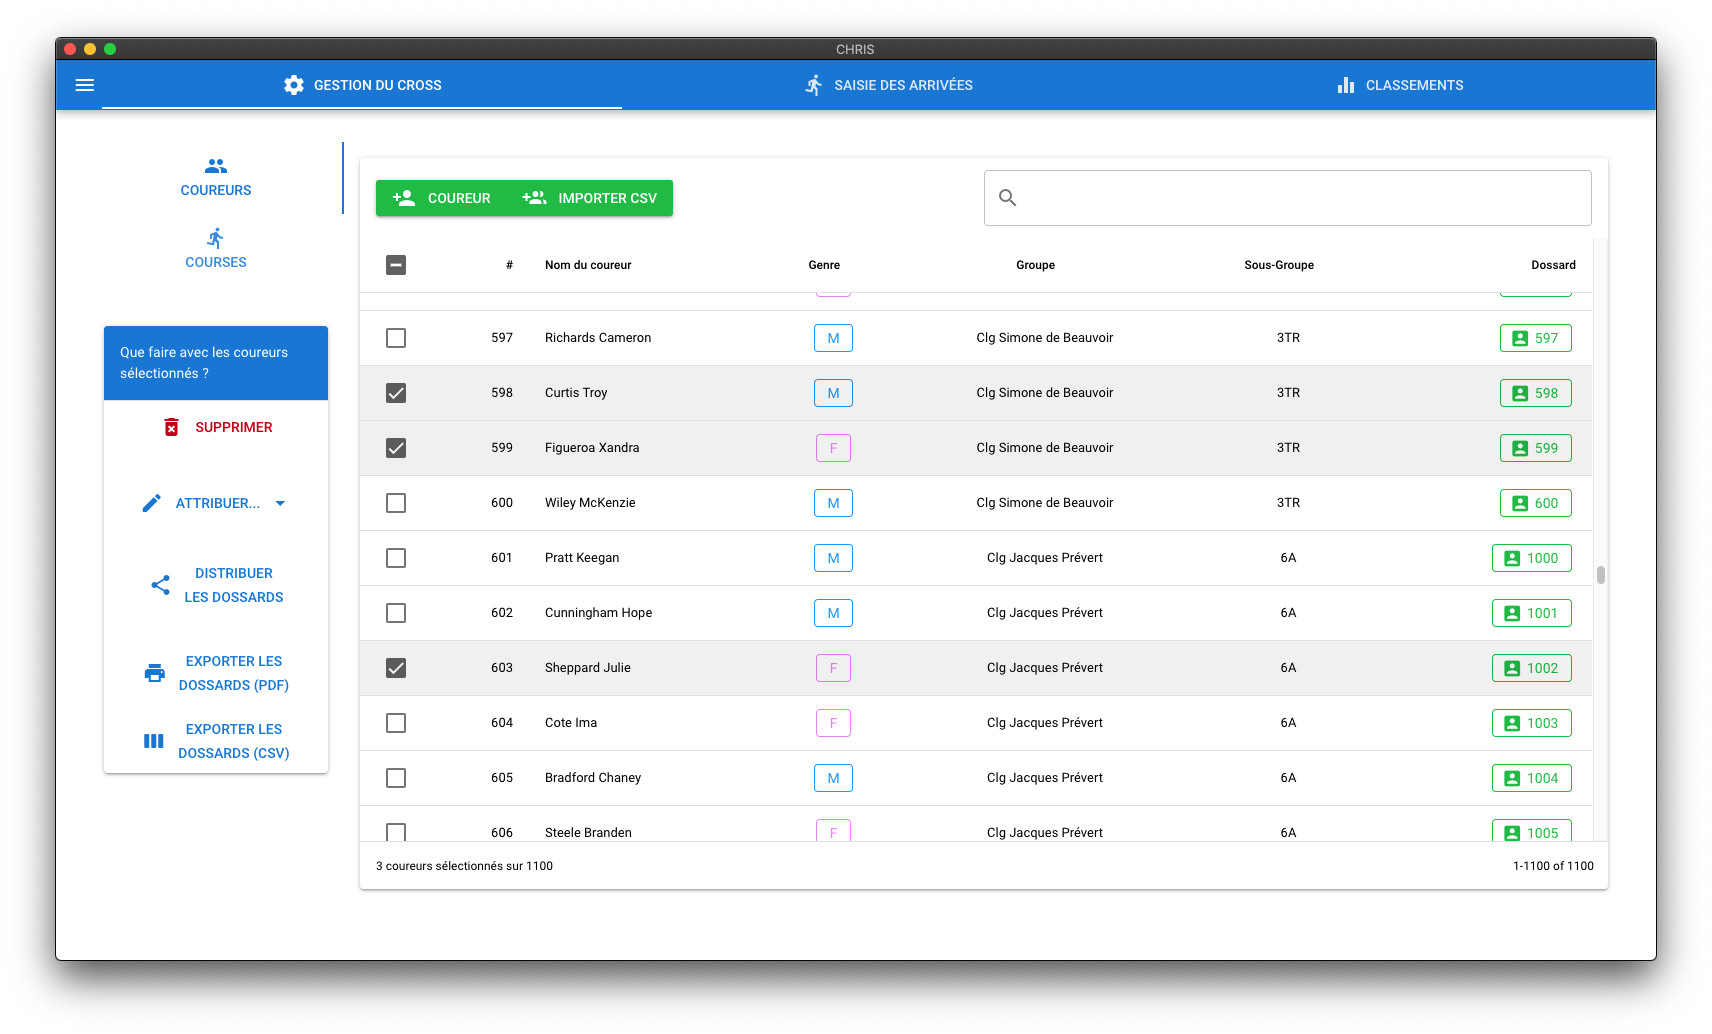 CHRIS
GESTION DU CROSS
SAISIE DES ARRIVÉES
CLASSEMENTS
COUREURS
COURSES
Que faire avec les coureurs
sélectionnés ?
SUPPRIMER
ATTRIBUER...
DISTRIBUER
LES DOSSARDS
EXPORTER LES
DOSSARDS (PDF)
EXPORTER LES
DOSSARDS (CSV)
COUREUR IMPORTER CSV
# Nom du coureur Genre Groupe Sous-Groupe Dossard
597 Richards Cameron M Clg Simone de Beauvoir 3TR 597
598 Curtis Troy M Clg Simone de Beauvoir 3TR 598
599 Figueroa Xandra F Clg Simone de Beauvoir 3TR 599
600 Wiley McKenzie M Clg Simone de Beauvoir 3TR 600
601 Pratt Keegan M Clg Jacques Prévert 6A 1000
602 Cunningham Hope M Clg Jacques Prévert 6A 1001
603 Sheppard Julie F Clg Jacques Prévert 6A 1002
604 Cote Ima F Clg Jacques Prévert 6A 1003
605 Bradford Chaney M Clg Jacques Prévert 6A 1004
606 Steele Branden F Clg Jacques Prévert 6A 1005
3 coureurs sélectionnés sur 1100
1-1100 of 1100